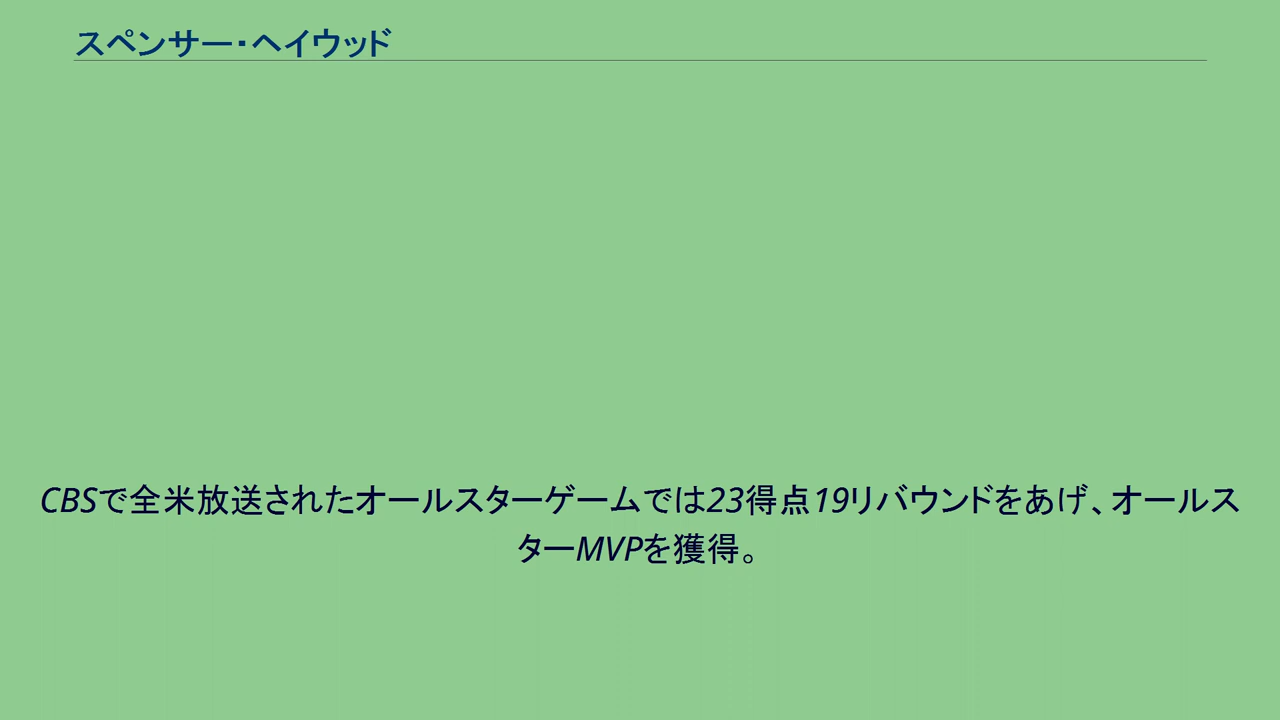 スペンサー・ヘイウッド
CBSで全米放送されたオールスターゲームでは23得点19リバウンドをあげ、オールス
ターMVPを獲得。